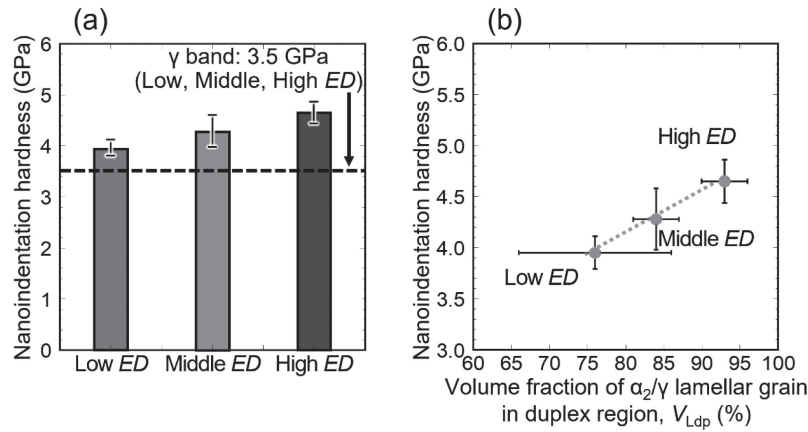 (a)
Nanoindentation hardness (GPa)
6
5
4
3
2
1
0
γ band: 3.5 GPa
(Low, Middle, High ED)
Low ED
Middle ED
High ED
(b)
Nanoindentation hardness (GPa)
6.0
5.5
5.0
4.5
4.0
3.5
3.0
High ED
Middle ED
Low ED
60 65 70 75 80 85 90 95 100
Volume fraction of α₂/γ lamellar grain
in duplex region, V_Ldp (%)